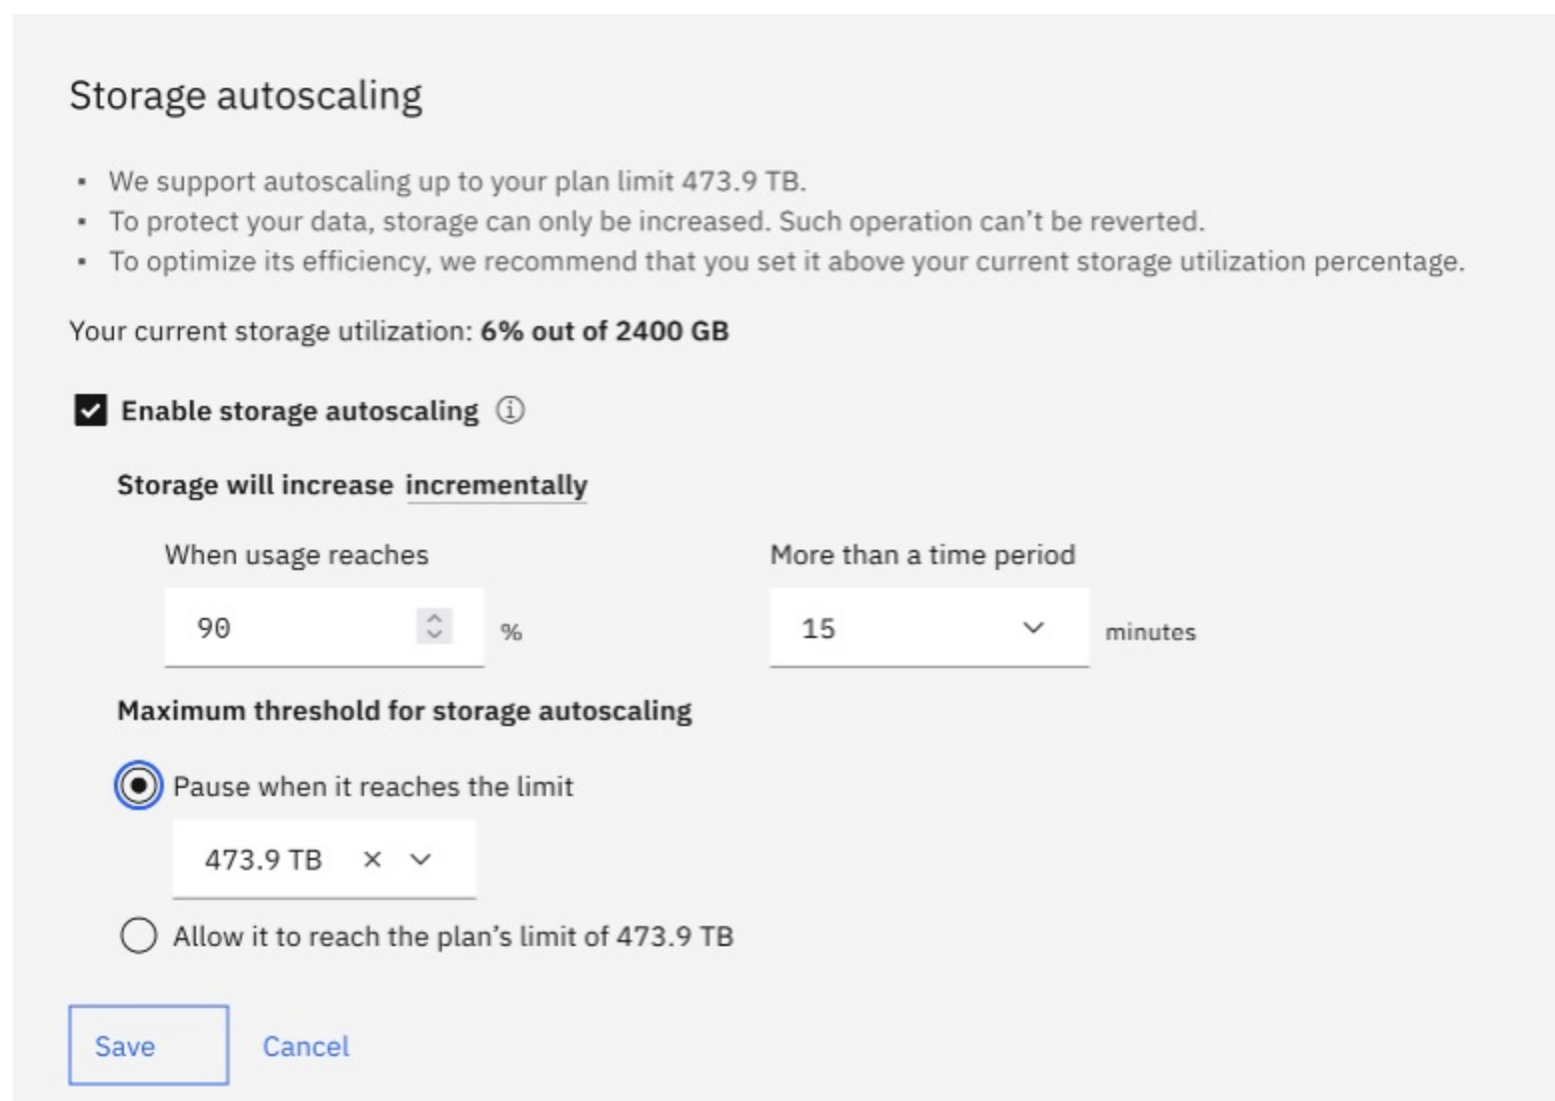 Storage autoscaling
▪ We support autoscaling up to your plan limit 473.9 TB.
▪ To protect your data, storage can only be increased. Such operation can’t be reverted.
▪ To optimize its efficiency, we recommend that you set it above your current storage utilization percentage.
Your current storage utilization: 6% out of 2400 GB
Enable storage autoscaling
Storage will increase incrementally
When usage reaches More than a time period
90 % 15 minutes
Maximum threshold for storage autoscaling
Pause when it reaches the limit
473.9 TB
Allow it to reach the plan’s limit of 473.9 TB
Save Cancel